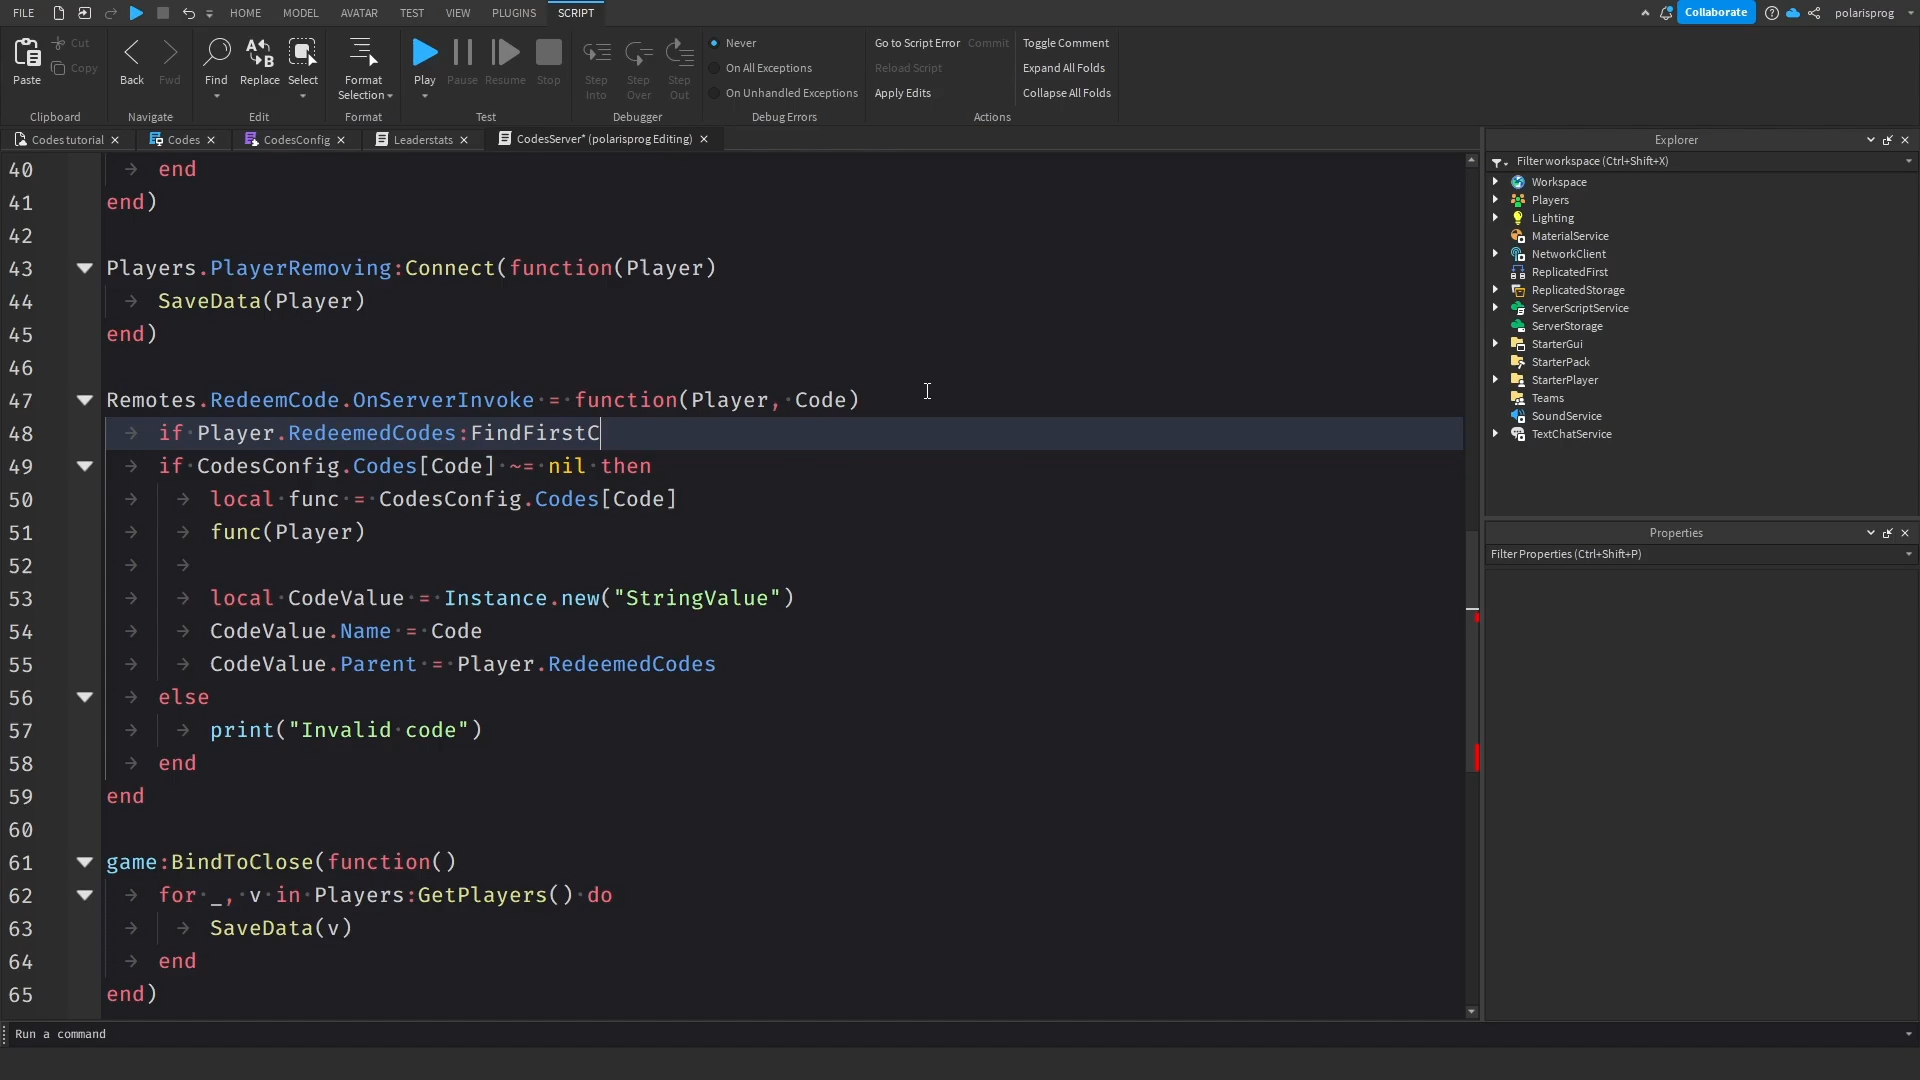 FILE HOME MODEL AVATAR TEST VIEW PLUGINS SCRIPT Collaborate polarisprog
Paste Cut Copy
Back Fwd
Find Replace Select
Format Selection
Play Pause Resume Stop
Step Into Step Over Step Out
Never
On All Exceptions
On Unhandled Exceptions
Go to Script Error Commit
Reload Script
Apply Edits
Toggle Comment
Expand All Folds
Collapse All Folds
Clipboard Navigate Edit Format Test Debugger Debug Errors Actions
Codes tutorial Codes CodesConfig Leaderstats CodesServer* (polarisprog Editing)
40 end
41 end)
42
43 Players.PlayerRemoving:Connect(function(Player)
44 SaveData(Player)
45 end)
46
47 Remotes.RedeemCode.OnServerInvoke = function(Player, Code)
48 if Player.RedeemedCodes:FindFirstC
49 if CodesConfig.Codes[Code] ~= nil then
50 local func = CodesConfig.Codes[Code]
51 func(Player)
52
53 local CodeValue = Instance.new("StringValue")
54 CodeValue.Name = Code
55 CodeValue.Parent = Player.RedeemedCodes
56 else
57 print("Invalid code")
58 end
59 end
60
61 game:BindToClose(function()
62 for _, v in Players:GetPlayers() do
63 SaveData(v)
64 end
65 end)
Run a command
Explorer
Filter workspace (Ctrl+Shift+X)
Workspace
Players
Lighting
MaterialService
NetworkClient
ReplicatedFirst
ReplicatedStorage
ServerScriptService
ServerStorage
StarterGui
StarterPack
StarterPlayer
Teams
SoundService
TextChatService
Properties
Filter Properties (Ctrl+Shift+P)